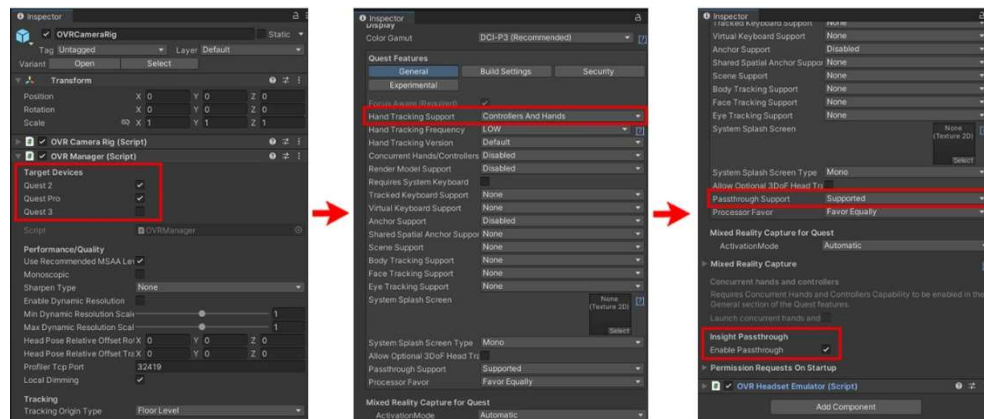 Inspector
OVRCameraRig
Static
Tag Untagged Layer Default
Variant Open Select
Transform
Position X 0 Y 0 Z 0
Rotation X 0 Y 0 Z 0
Scale X 1 Y 1 Z 1
OVR Camera Rig (Script)
OVR Manager (Script)
Target Devices
Quest 2
Quest Pro
Quest 3
Script OVRManager
Performance/Quality
Use Recommended MSAA Lev
Monoscopic
Sharpen Type None
Enable Dynamic Resolution
Min Dynamic Resolution Scale 1
Max Dynamic Resolution Scal 1
Head Pose Relative Offset Ro X 0 Y 0 Z 0
Head Pose Relative Offset Tra X 0 Y 0 Z 0
Profiler Tcp Port 32419
Local Dimming
Tracking
Tracking Origin Type Floor Level
Inspector
Display
Color Gamut DCI-P3 (Recommended)
Quest Features
General Build Settings Security
Experimental
Focus Aware (Required)
Hand Tracking Support Controllers And Hands
Hand Tracking Frequency LOW
Hand Tracking Version Default
Concurrent Hands/Controllers Disabled
Render Model Support Disabled
Requires System Keyboard
Tracked Keyboard Support None
Virtual Keyboard Support None
Anchor Support Disabled
Shared Spatial Anchor Suppor None
Scene Support None
Body Tracking Support None
Face Tracking Support None
Eye Tracking Support None
System Splash Screen None
(Texture 2D)
Select
System Splash Screen Type Mono
Allow Optional 3DoF Head Tra
Passthrough Support Supported
Processor Favor Favor Equally
Mixed Reality Capture for Quest
ActivationMode Automatic
Inspector
Tracked Keyboard Support None
Virtual Keyboard Support None
Anchor Support Disabled
Shared Spatial Anchor Suppor None
Scene Support None
Body Tracking Support None
Face Tracking Support None
Eye Tracking Support None
System Splash Screen None
(Texture 2D)
Select
System Splash Screen Type Mono
Allow Optional 3DoF Head Tra
Passthrough Support Supported
Processor Favor Favor Equally
Mixed Reality Capture for Quest
ActivationMode Automatic
Mixed Reality Capture
Concurrent hands and controllers
Requires Concurrent Hands and Controllers Capability to be enabled in the
General section of the Quest features.
Launch concurrent hands and
Insight Passthrough
Enable Passthrough
Permission Requests On Startup
OVR Headset Emulator (Script)
Add Component